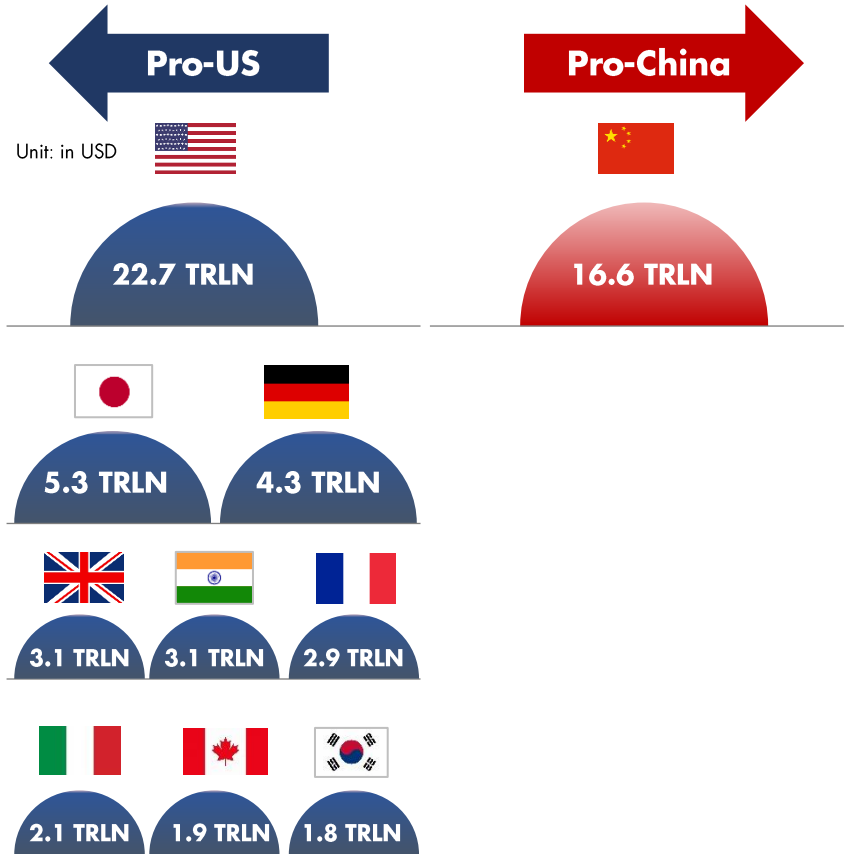 Pro-US
Pro-China
Unit: in USD
22.7 TRLN
16.6 TRLN
5.3 TRLN
4.3 TRLN
3.1 TRLN
3.1 TRLN
2.9 TRLN
2.1 TRLN
1.9 TRLN
1.8 TRLN